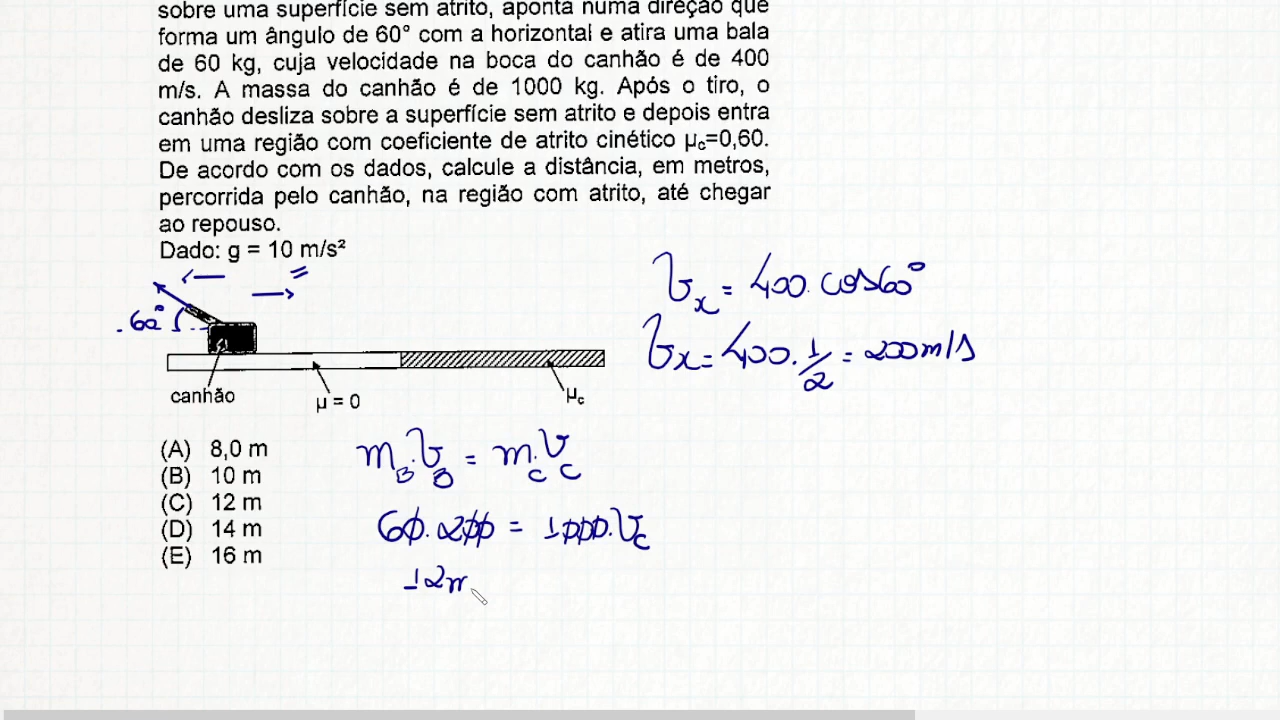 sobre uma superfície sem atrito, aponta numa direção que
forma um ângulo de 60° com a horizontal e atira uma bala
de 60 kg, cuja velocidade na boca do canhão é de 400
m/s. A massa do canhão é de 1000 kg. Após o tiro, o
canhão desliza sobre a superfície sem atrito e depois entra
em uma região com coeficiente de atrito cinético μc=0,60.
De acordo com os dados, calcule a distância, em metros,
percorrida pelo canhão, na região com atrito, até chegar
ao repouso.
Dado: g = 10 m/s²
60°
canhão
μ = 0
μc
Vx = 400.cos60°
Vx = 400.1/2 = 200m/s
(A) 8,0 m
(B) 10 m
(C) 12 m
(D) 14 m
(E) 16 m
mB.VB = mC.VC
60.200 = 1000.VC
12m